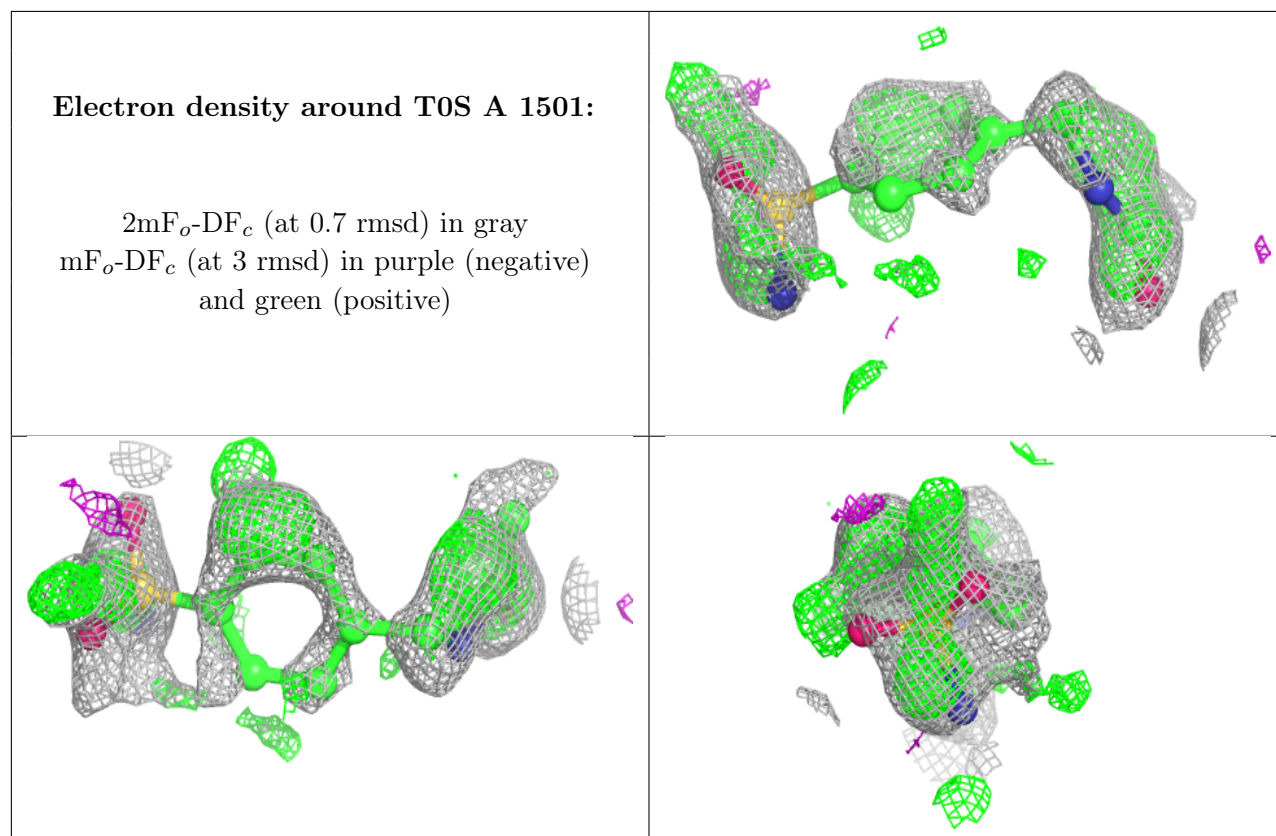 Electron density around T0S A 1501:
2mFo-DFc (at 0.7 rmsd) in gray
mFo-DFc (at 3 rmsd) in purple (negative)
and green (positive)